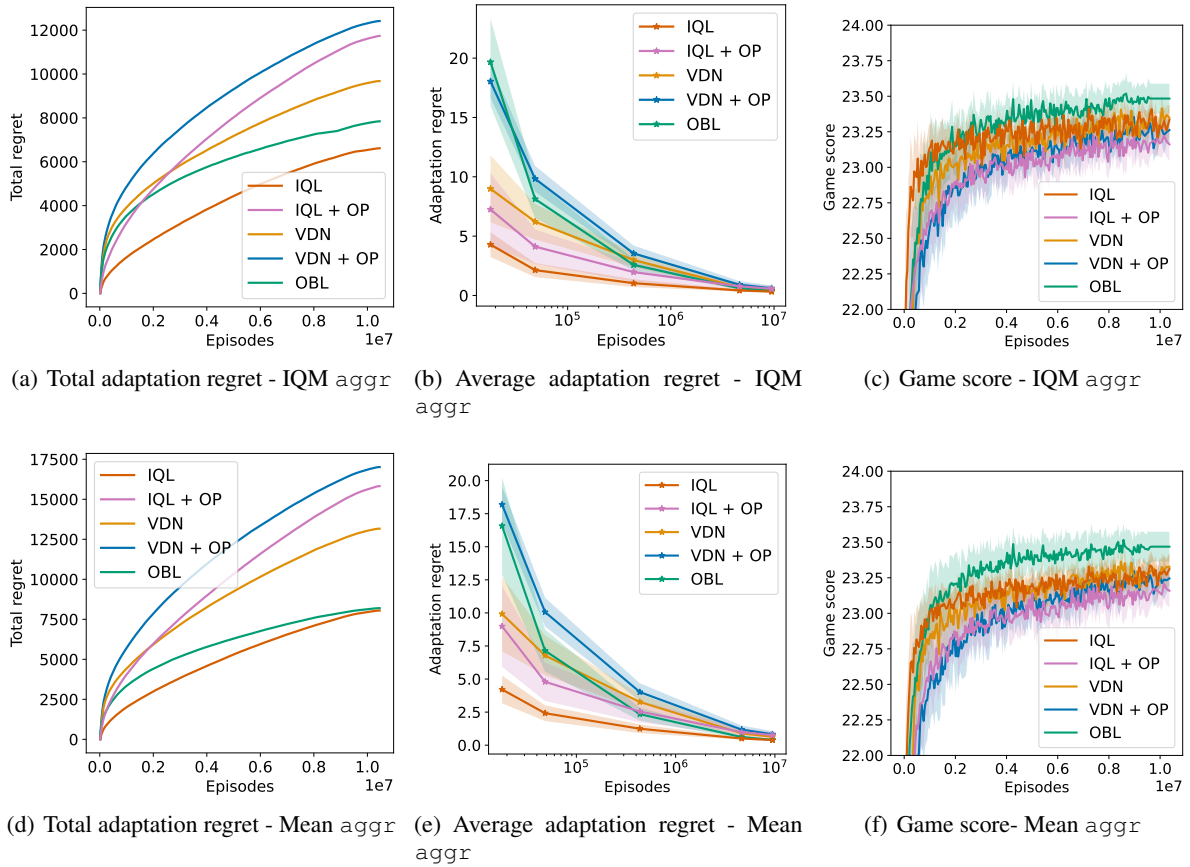 12000
10000
8000
6000
4000
2000
0
Total regret
IQL
IQL + OP
VDN
VDN + OP
OBL
0.0 0.2 0.4 0.6 0.8 1.0
Episodes 1e7
20
15
10
5
0
Adaptation regret
IQL
IQL + OP
VDN
VDN + OP
OBL
10^5 10^6 10^7
Episodes
24.00
23.75
23.50
23.25
23.00
22.75
22.50
22.25
22.00
Game score
IQL
IQL + OP
VDN
VDN + OP
OBL
0.0 0.2 0.4 0.6 0.8 1.0
Episodes 1e7
(a) Total adaptation regret - IQM aggr
(b) Average adaptation regret - IQM
aggr
(c) Game score - IQM aggr
17500
15000
12500
10000
7500
5000
2500
0
Total regret
IQL
IQL + OP
VDN
VDN + OP
OBL
0.0 0.2 0.4 0.6 0.8 1.0
Episodes 1e7
20.0
17.5
15.0
12.5
10.0
7.5
5.0
2.5
0.0
Adaptation regret
IQL
IQL + OP
VDN
VDN + OP
OBL
10^5 10^6 10^7
Episodes
24.00
23.75
23.50
23.25
23.00
22.75
22.50
22.25
22.00
Game score
IQL
IQL + OP
VDN
VDN + OP
OBL
0.0 0.2 0.4 0.6 0.8 1.0
Episodes 1e7
(d) Total adaptation regret - Mean aggr
(e) Average adaptation regret - Mean
aggr
(f) Game score- Mean aggr